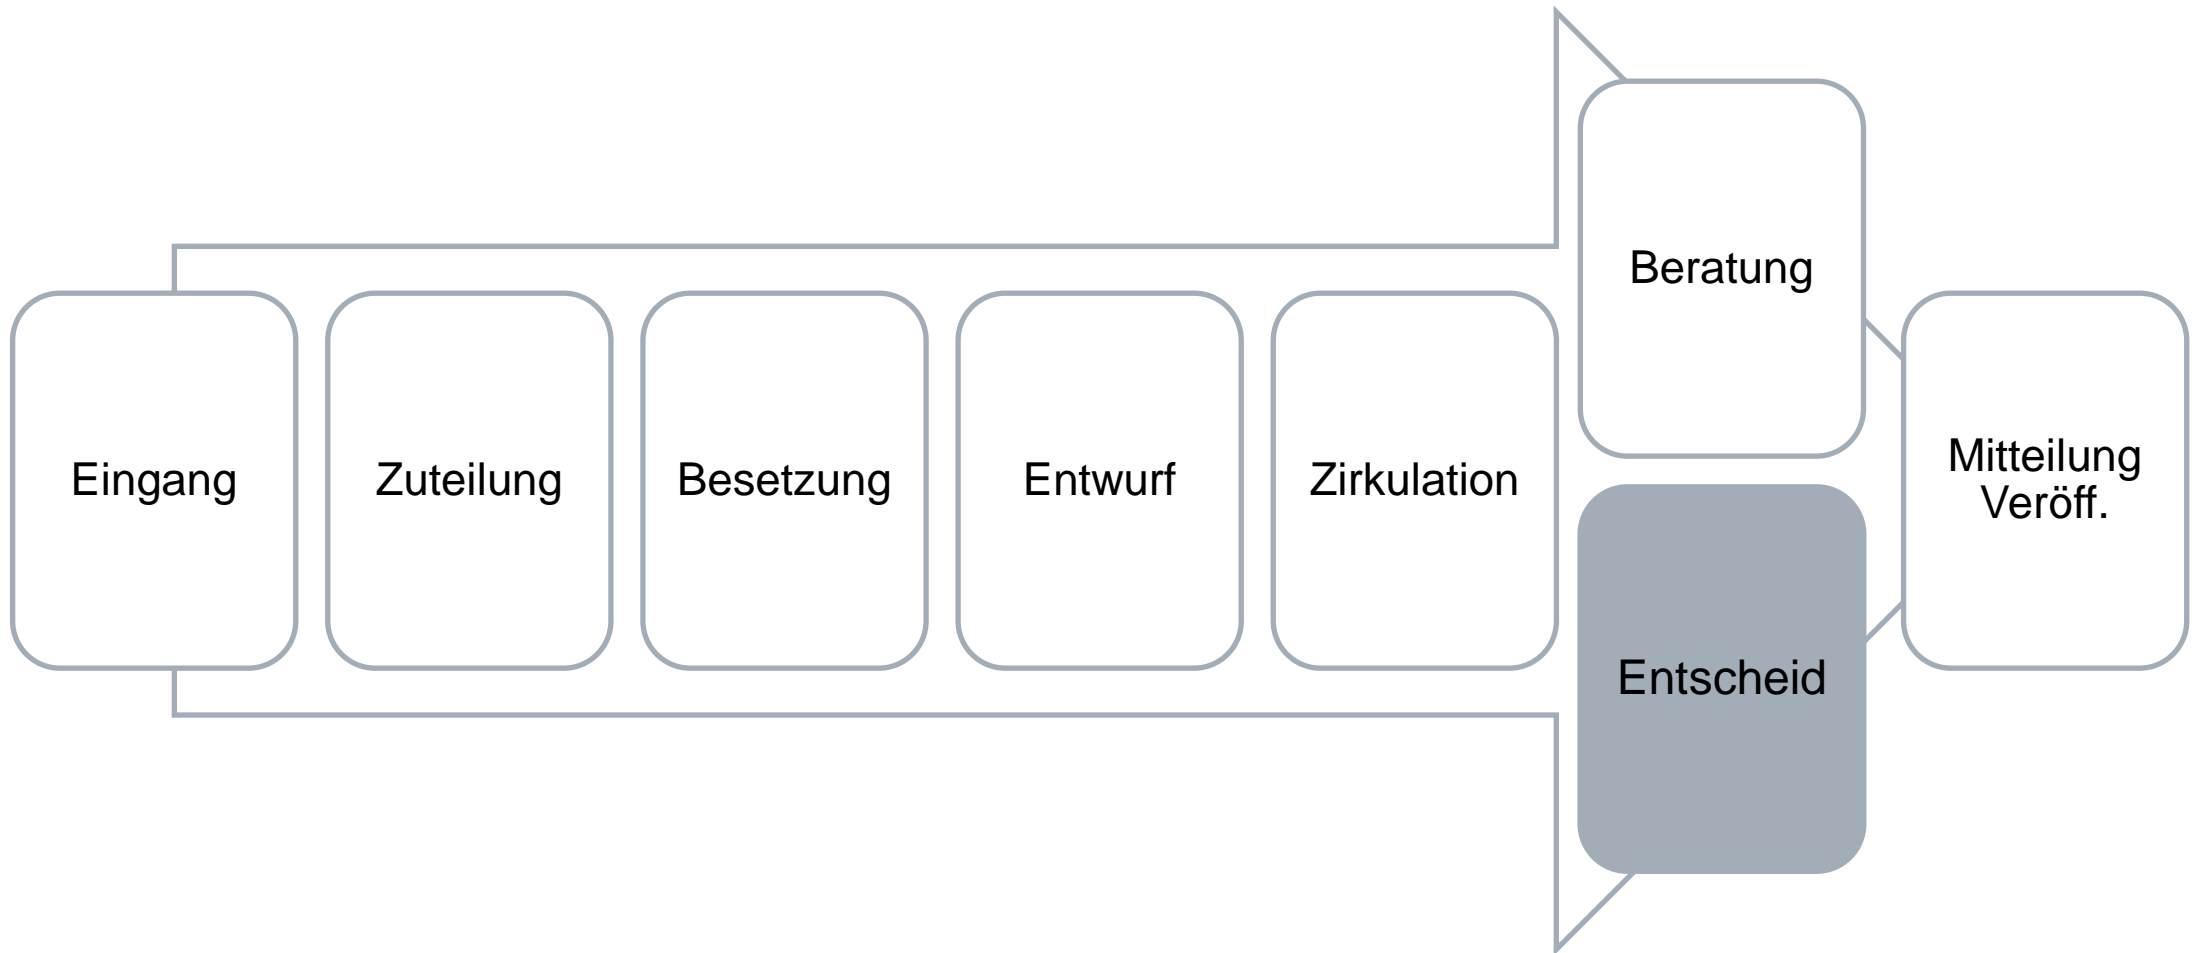 Eingang
Zuteilung
Besetzung
Entwurf
Zirkulation
Beratung
Entscheid
Mitteilung
Veröff.